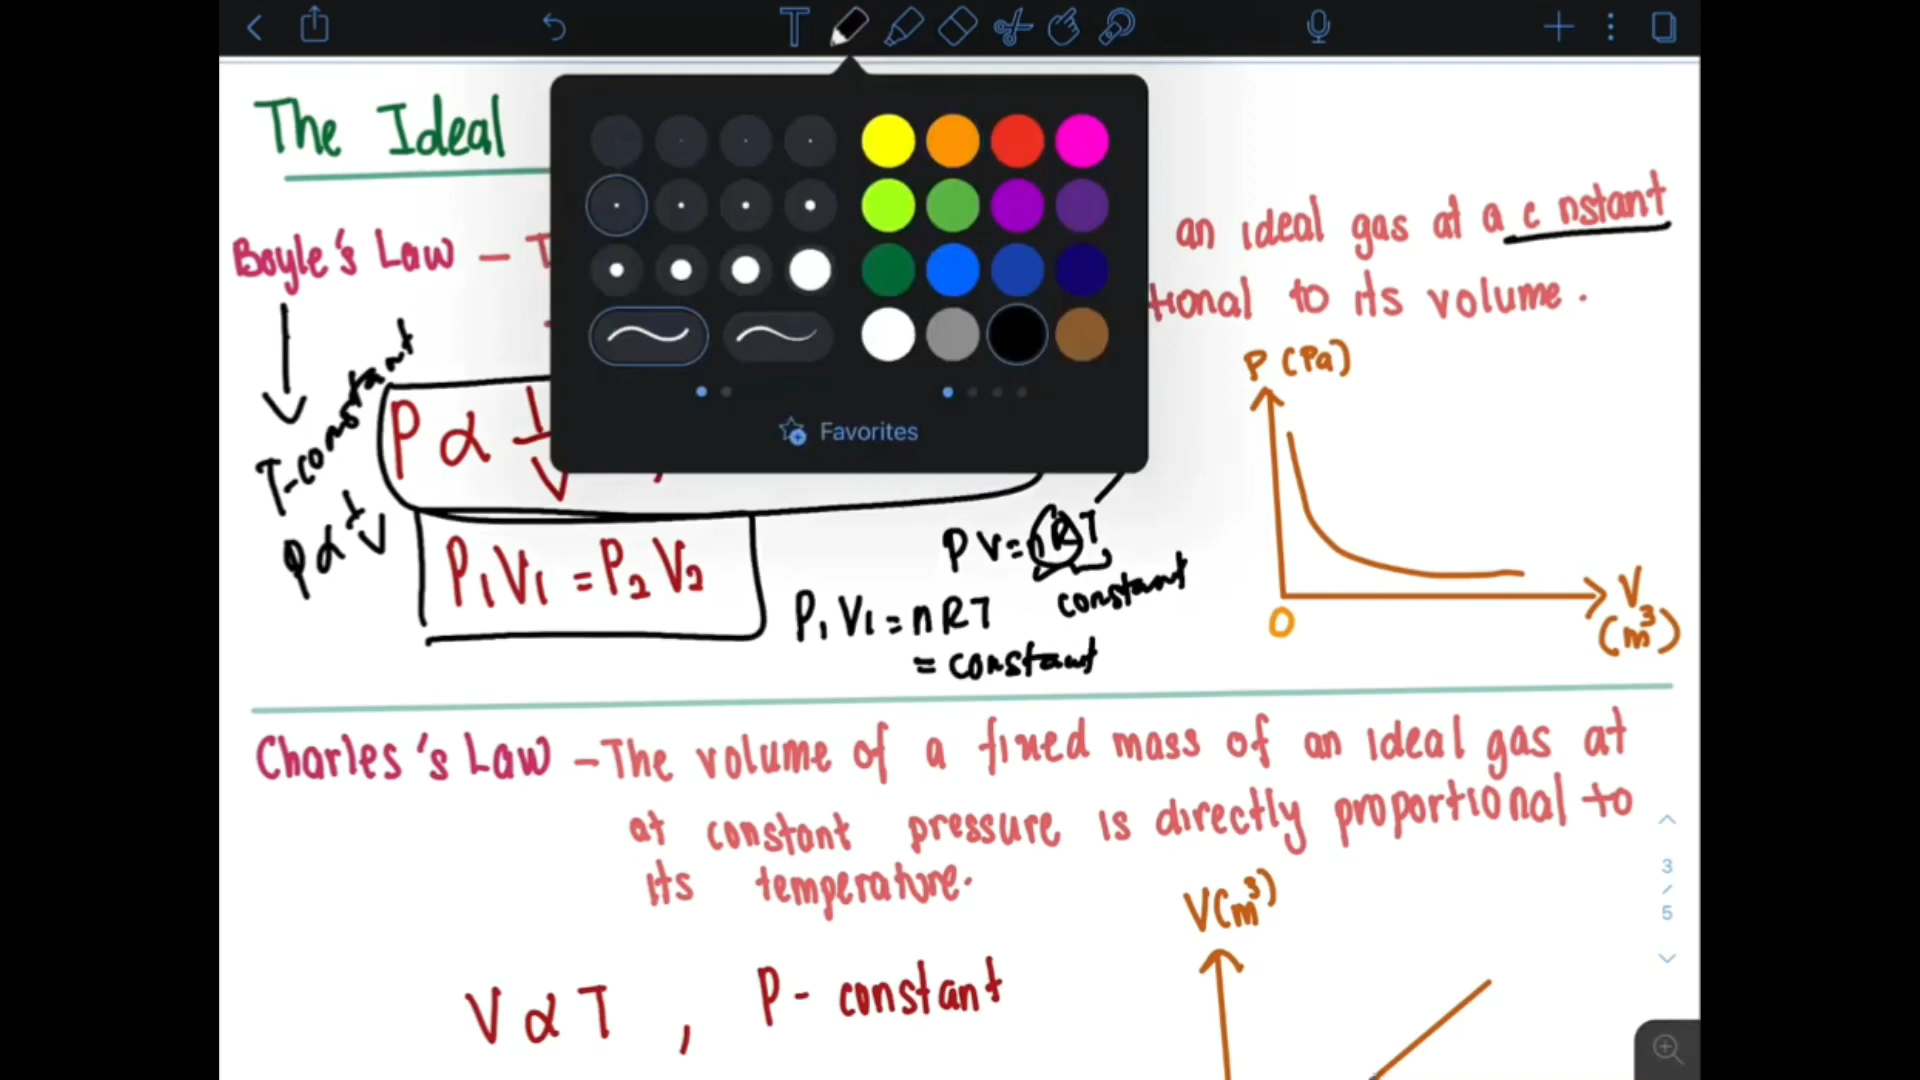 The Ideal
Boyle's Law - T
an ideal gas at a c nstant
tional to its volume.
T-constant
P ∝ 1/V
P ∝ 1/V ,
P (Pa)
V
(m³)
0
P₁V₁ = P₂V₂
PV = nRT
constant
P₁V₁ = nRT
= constant
Favorites
Charles's Law - The volume of a fixed mass of an ideal gas at
at constant pressure is directly proportional to
its temperature.
V ∝ T , P - constant
V(m³)
3
/
5